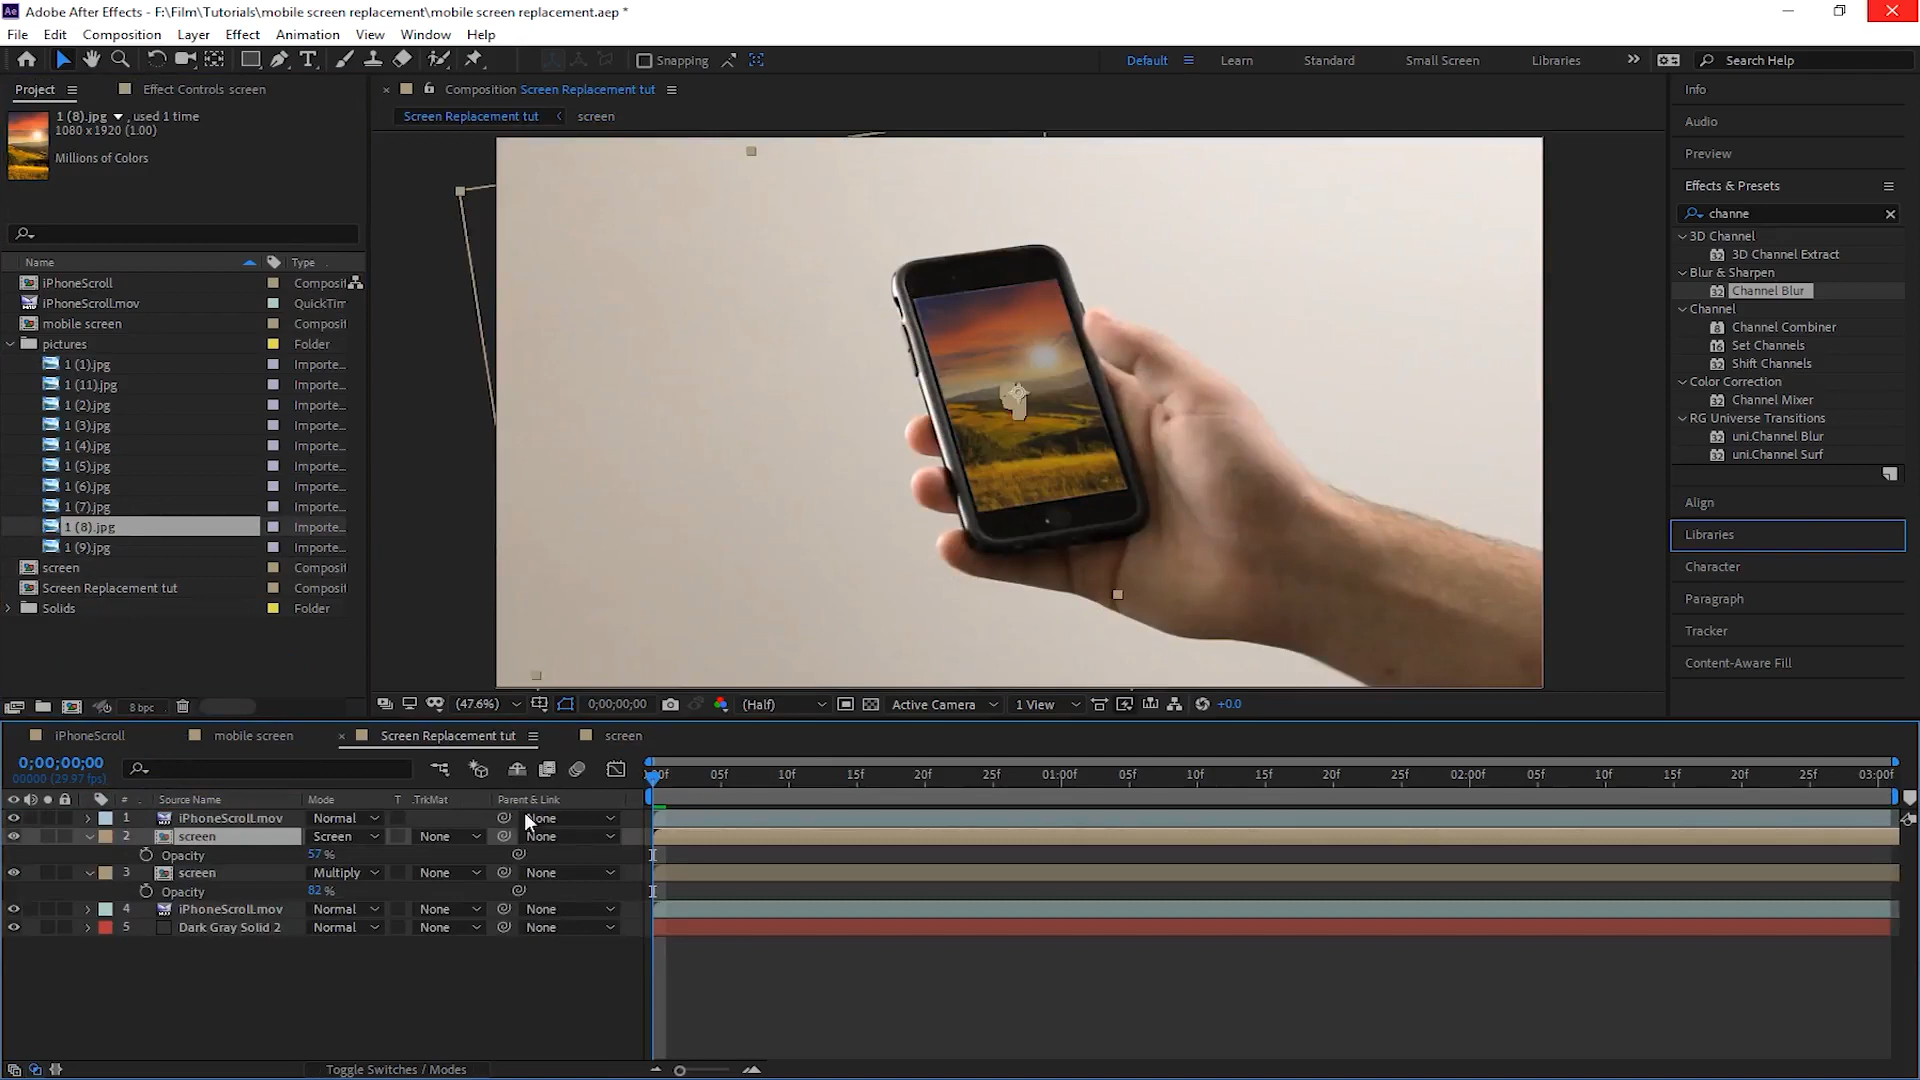 Adobe After Effects - F:\Film\Tutorials\mobile screen replacement\mobile screen replacement.aep *
File Edit Composition Layer Effect Animation View Window Help
Snapping Default Learn Standard Small Screen Libraries Search Help
Project Effect Controls screen
Composition Screen Replacement tut
1 (8).jpg , used 1 time
1080 x 1920 (1.00)
Millions of Colors
Screen Replacement tut screen
Name Type
iPhoneScroll Composit
iPhoneScroll.mov QuickTim
mobile screen Composit
pictures Folder
1 (1).jpg Importe...
1 (11).jpg Importe...
1 (2).jpg Importe...
1 (3).jpg Importe...
1 (4).jpg Importe...
1 (5).jpg Importe...
1 (6).jpg Importe...
1 (7).jpg Importe...
1 (8).jpg Importe...
1 (9).jpg Importe...
screen Composit
Screen Replacement tut Composit
Solids Folder
8 bpc
Info
Audio
Preview
Effects & Presets
channe
3D Channel
32 3D Channel Extract
Blur & Sharpen
32 Channel Blur
Channel
8 Channel Combiner
16 Set Channels
32 Shift Channels
Color Correction
32 Channel Mixer
RG Universe Transitions
32 uni.Channel Blur
32 uni.Channel Surf
Align
Libraries
Character
Paragraph
Tracker
Content-Aware Fill
(47.6%) 0;00;00;00 (Half) Active Camera 1 View +0.0
iPhoneScroll mobile screen Screen Replacement tut screen
0;00;00;00
00000 (29.97 fps)
05f 10f 15f 20f 25f 01:00f 05f 10f 15f 20f 25f 02:00f 05f 10f 15f 20f 25f 03:00f
# Source Name Mode T .TrkMat Parent & Link
1 iPhoneScroll.mov Normal None
2 screen Screen None None
Opacity 57 %
3 screen Multiply None None
Opacity 82 %
4 iPhoneScroll.mov Normal None None
5 Dark Gray Solid 2 Normal None None
Toggle Switches / Modes